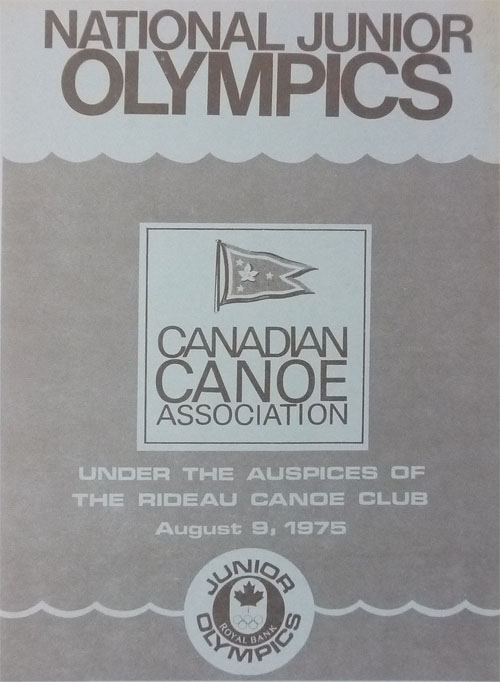 NATIONAL JUNIOR
OLYMPICS
CANADIAN
CANOE
ASSOCIATION
UNDER THE AUSPICES OF
THE RIDEAU CANOE CLUB
August 9, 1975
JUNIOR
ROYAL BANK
OLYMPICS